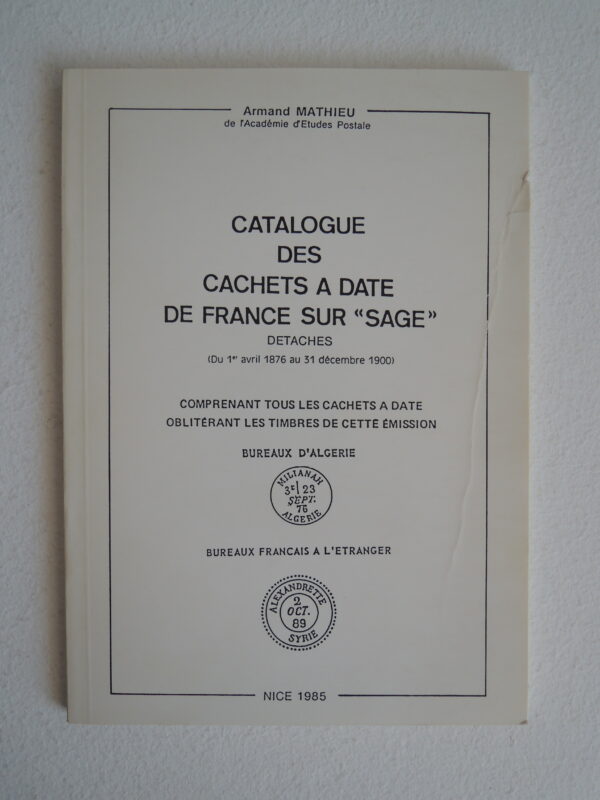 Armand MATHIEU
de l'Académie d'Etudes Postale
CATALOGUE
DES
CACHETS A DATE
DE FRANCE SUR “SAGE”
DETACHES
(Du 1er avril 1876 au 31 décembre 1900)
COMPRENANT TOUS LES CACHETS A DATE
OBLITÉRANT LES TIMBRES DE CETTE ÉMISSION
BUREAUX D'ALGERIE
MILIANAH
3E/ 23
SEPT.
76
ALGERIE
BUREAUX FRANCAIS A L'ETRANGER
ALEXANDRETTE
2
OCT.
89
SYRIE
NICE 1985